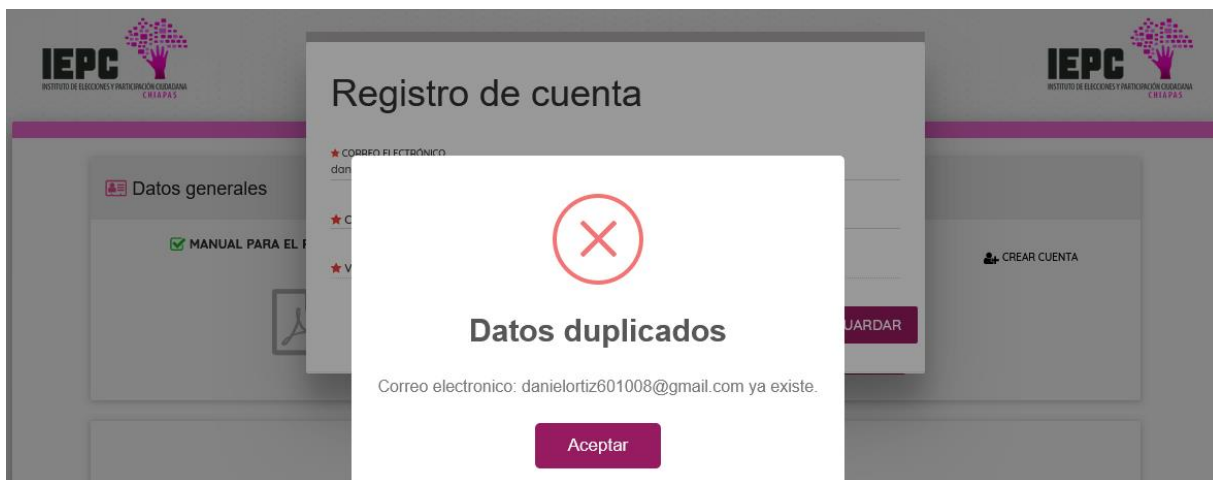 IEPC
INSTITUTO DE ELECCIONES Y PARTICIPACIÓN CIUDADANA
CHIAPAS
IEPC
INSTITUTO DE ELECCIONES Y PARTICIPACIÓN CIUDADANA
CHIAPAS
Registro de cuenta
★ CORREO ELECTRÓNICO
dan
Datos generales
★ C
MANUAL PARA EL
★ V
CREAR CUENTA
UARDAR
Datos duplicados
Correo electronico: danielortiz601008@gmail.com ya existe.
Aceptar